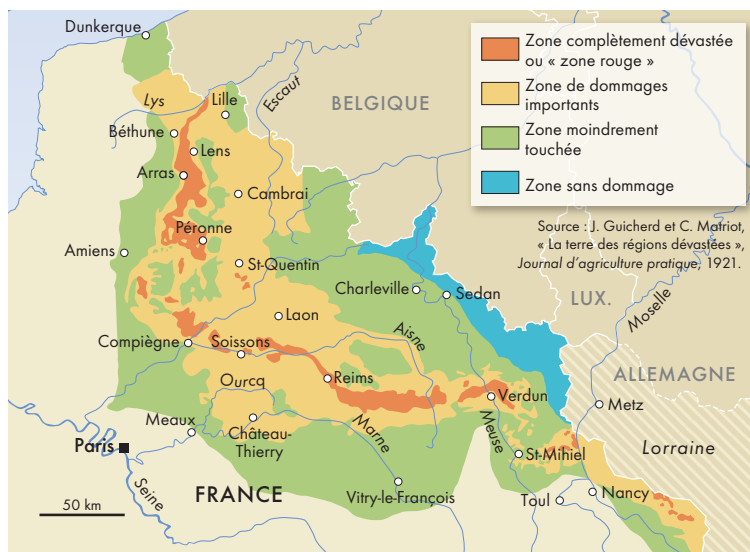 Dunkerque
Lys
Lille
Escaut
BELGIQUE
Béthune
Lens
Arras
Cambrai
Péronne
Amiens
St-Quentin
Charleville
Sedan
LUX.
Moselle
Laon
Aisne
Compiègne
Soissons
ALLEMAGNE
Ourcq
Reims
Verdun
Metz
Meaux
Château-
Thierry
Marne
Meuse
St-Mihiel
Lorraine
Paris
Seine
50 km
FRANCE
Vitry-le-François
Toul
Nancy
Zone complètement dévastée
ou « zone rouge »
Zone de dommages
importants
Zone moindrement
touchée
Zone sans dommage
Source : J. Guicherd et C. Matriot,
« La terre des régions dévastées »,
Journal d'agriculture pratique, 1921.